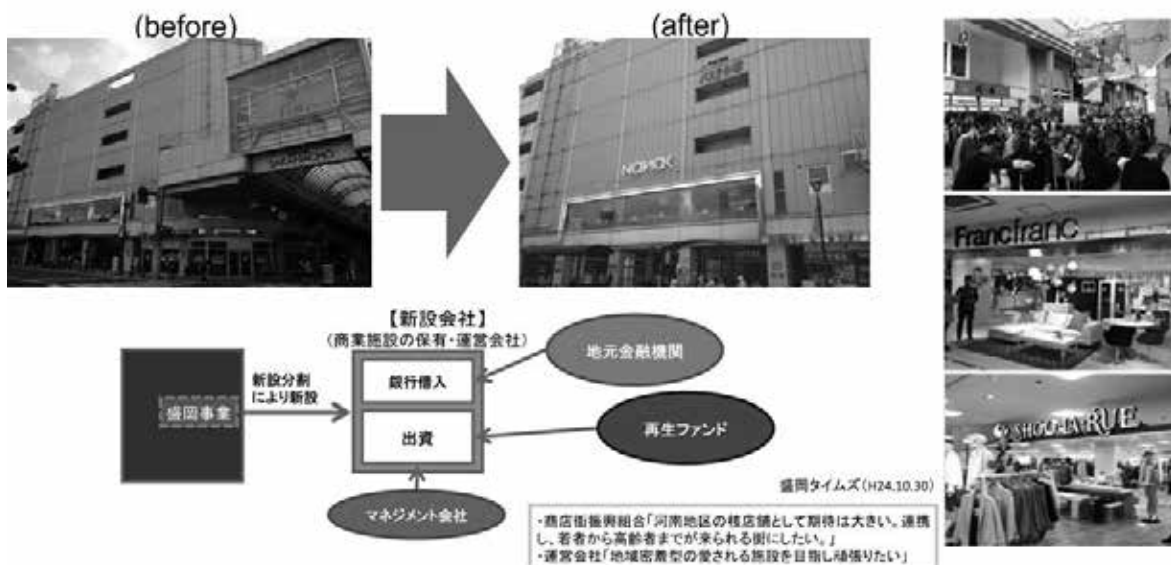 (before)
(after)
NANAK
Francfranc
SHOO・LA・RUE
【新設会社】
(商業施設の保有・運営会社)
地元金融機関
銀行借入
新設分割
により新設
盛岡事業
出資
再生ファンド
マネジメント会社
盛岡タイムズ(H24.10.30)
・商店街振興組合「河南地区の核店舗として期待は大きい。連携
し、若者から高齢者までが来られる街にしたい。」
・運営会社「地域密着型の愛される施設を目指し頑張りたい」